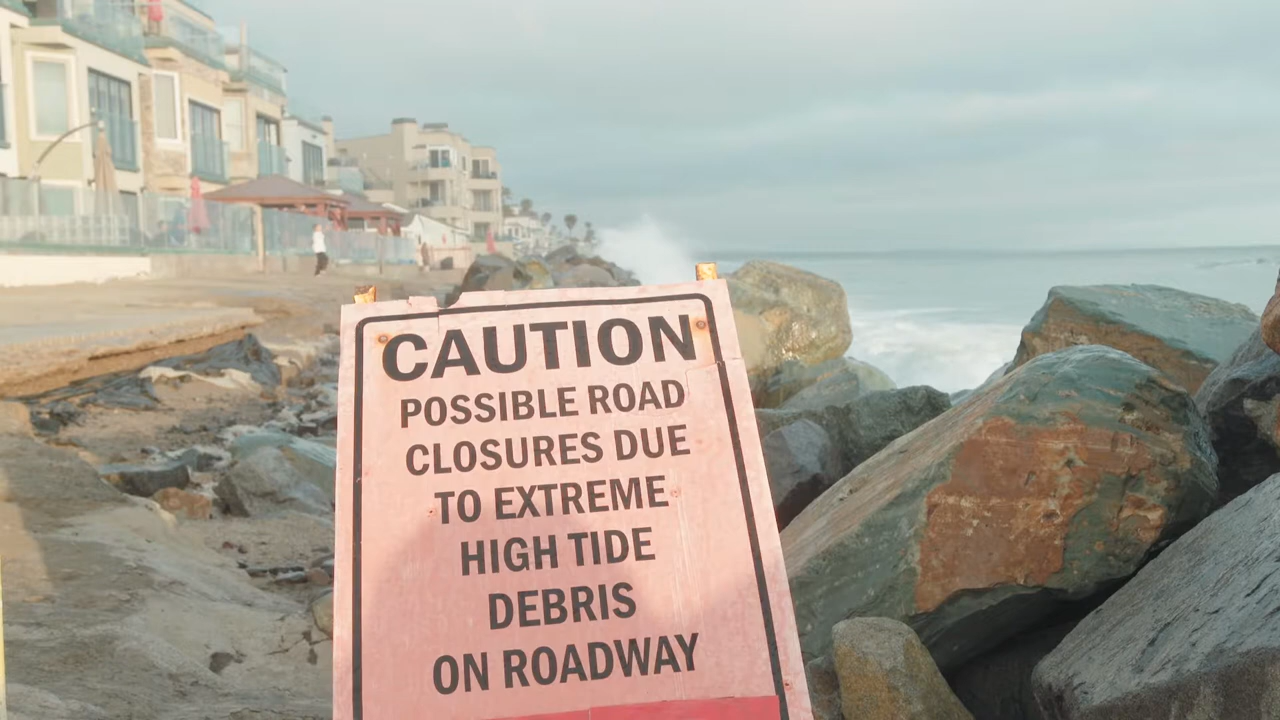 CAUTION
POSSIBLE ROAD
CLOSURES DUE
TO EXTREME
HIGH TIDE
DEBRIS
ON ROADWAY